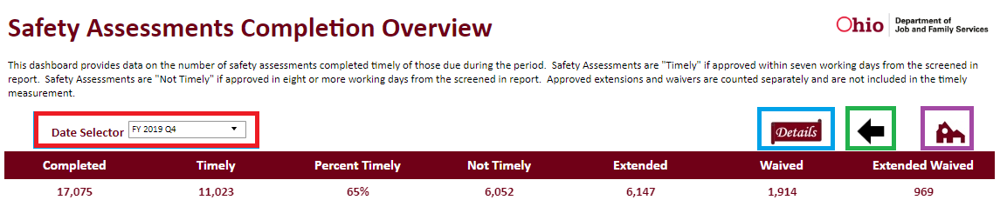 Safety Assessments Completion Overview
Ohio
Department of
Job and Family Services
This dashboard provides data on the number of safety assessments completed timely of those due during the period.  Safety Assessments are "Timely" if approved within seven working days from the screened in
report.  Safety Assessments are "Not Timely" if approved in eight or more working days from the screened in report.  Approved extensions and waivers are counted separately and are not included in the timely
measurement.
Date Selector FY 2019 Q4
Details
Completed Timely Percent Timely Not Timely Extended Waived Extended Waived
17,075 11,023 65% 6,052 6,147 1,914 969